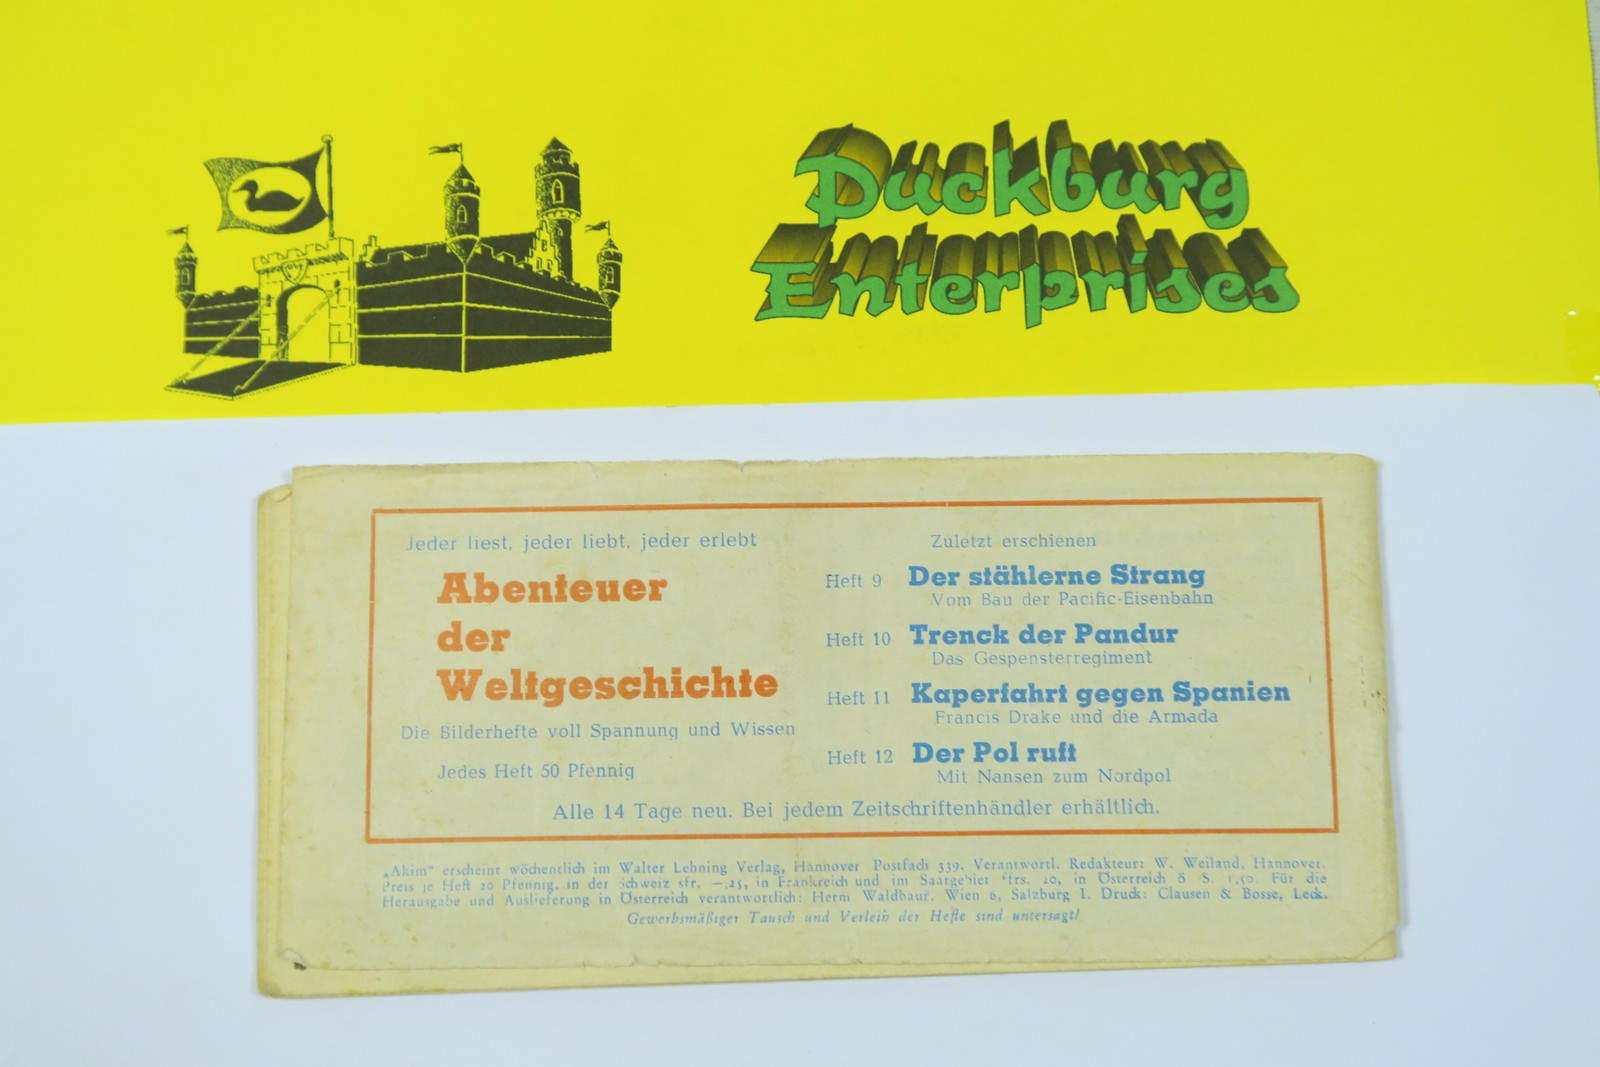 Duckburg
Enterprises
Jeder liest, jeder liebt, jeder erlebt
Abenteuer
der
Weltgeschichte
Die Bilderhefte voll Spannung und Wissen
Jedes Heft 50 Pfennig
Zuletzt erschienen
Heft 9 Der stählerne Strang
Vom Bau der Pacific-Eisenbahn
Heft 10 Trenck der Pandur
Das Gespensterregiment
Heft 11 Kaperfahrt gegen Spanien
Francis Drake und die Armada
Heft 12 Der Pol ruft
Mit Nansen zum Nordpol
Alle 14 Tage neu. Bei jedem Zeitschriftenhändler erhältlich.
„Akim“ erscheint wöchentlich im Walter Lehning Verlag, Hannover Postfach 339. Verantwortl. Redakteur: W. Weiland, Hannover.
Preis je Heft 20 Pfennig, in der Schweiz sfr. —.25, in Frankreich und im Saargebiet ffrs. 20, in Österreich ö S. 1,50. Für die
Herausgabe und Auslieferung in Österreich verantwortlich: Herm Waldbaur, Wien 6, Salzburg I. Druck: Clausen & Bosse, Leck.
Gewerbsmäßiger Tausch und Verleih der Hefte sind untersagt!